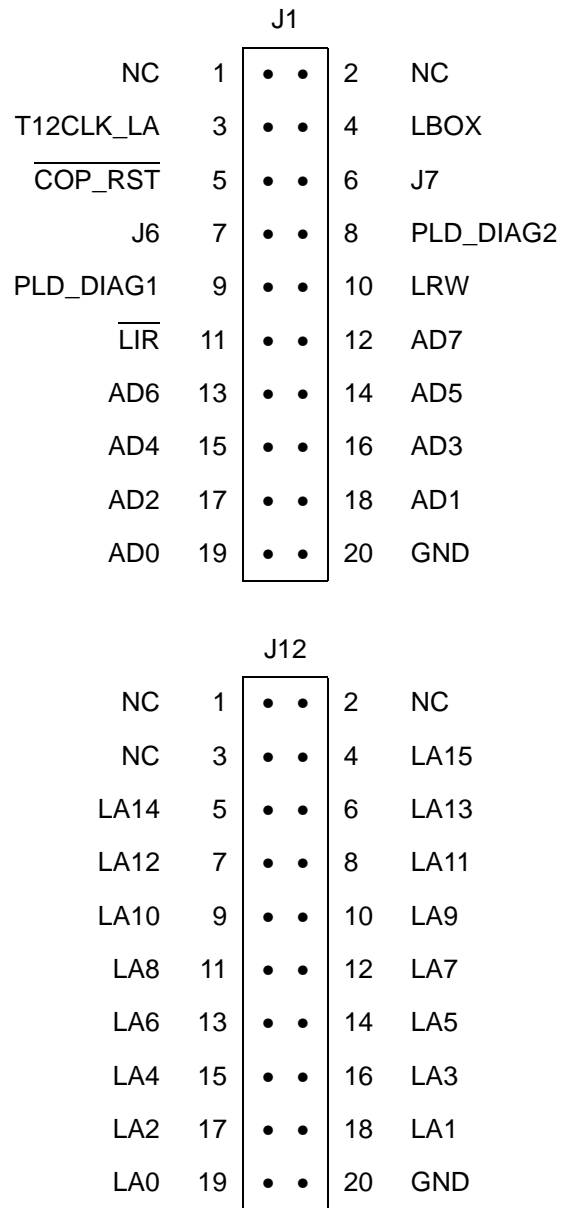 J1
NC 1 2 NC
T12CLK_LA 3 4 LBOX
C̅O̅P̅_̅R̅S̅T̅ 5 6 J7
J6 7 8 PLD_DIAG2
PLD_DIAG1 9 10 LRW
L̅I̅R̅ 11 12 AD7
AD6 13 14 AD5
AD4 15 16 AD3
AD2 17 18 AD1
AD0 19 20 GND
J12
NC 1 2 NC
NC 3 4 LA15
LA14 5 6 LA13
LA12 7 8 LA11
LA10 9 10 LA9
LA8 11 12 LA7
LA6 13 14 LA5
LA4 15 16 LA3
LA2 17 18 LA1
LA0 19 20 GND